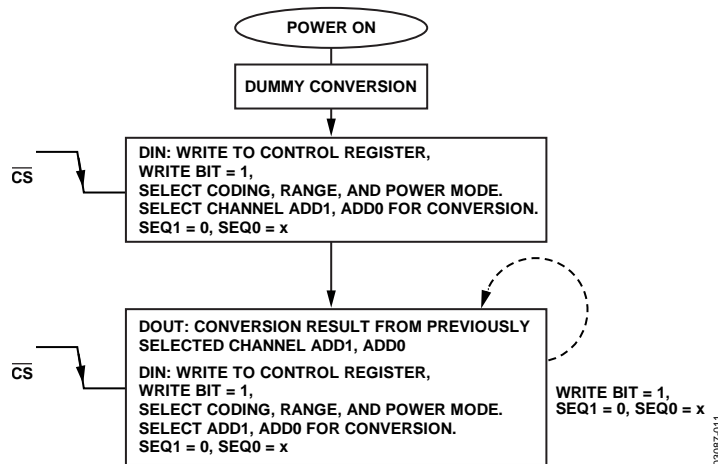 POWER ON
DUMMY CONVERSION
CS
DIN: WRITE TO CONTROL REGISTER,
WRITE BIT = 1,
SELECT CODING, RANGE, AND POWER MODE.
SELECT CHANNEL ADD1, ADD0 FOR CONVERSION.
SEQ1 = 0, SEQ0 = x
CS
DOUT: CONVERSION RESULT FROM PREVIOUSLY
SELECTED CHANNEL ADD1, ADD0
DIN: WRITE TO CONTROL REGISTER,
WRITE BIT = 1,
SELECT CODING, RANGE, AND POWER MODE.
SELECT ADD1, ADD0 FOR CONVERSION.
SEQ1 = 0, SEQ0 = x
WRITE BIT = 1,
SEQ1 = 0, SEQ0 = x
03087-011